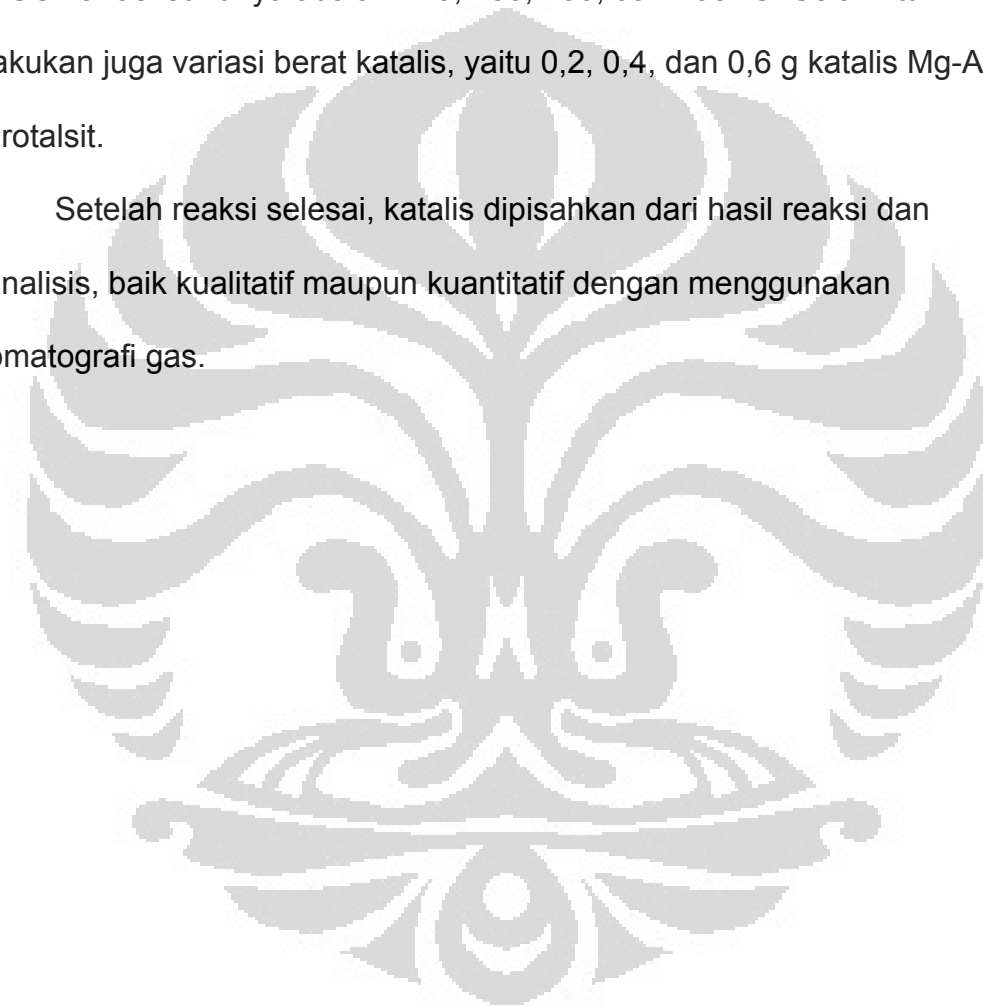 akukan juga variasi berat katalis, yaitu 0,2, 0,4, dan 0,6 g katalis Mg-A
rotalsit.
Setelah reaksi selesai, katalis dipisahkan dari hasil reaksi dan
nalisis, baik kualitatif maupun kuantitatif dengan menggunakan
omatografi gas.